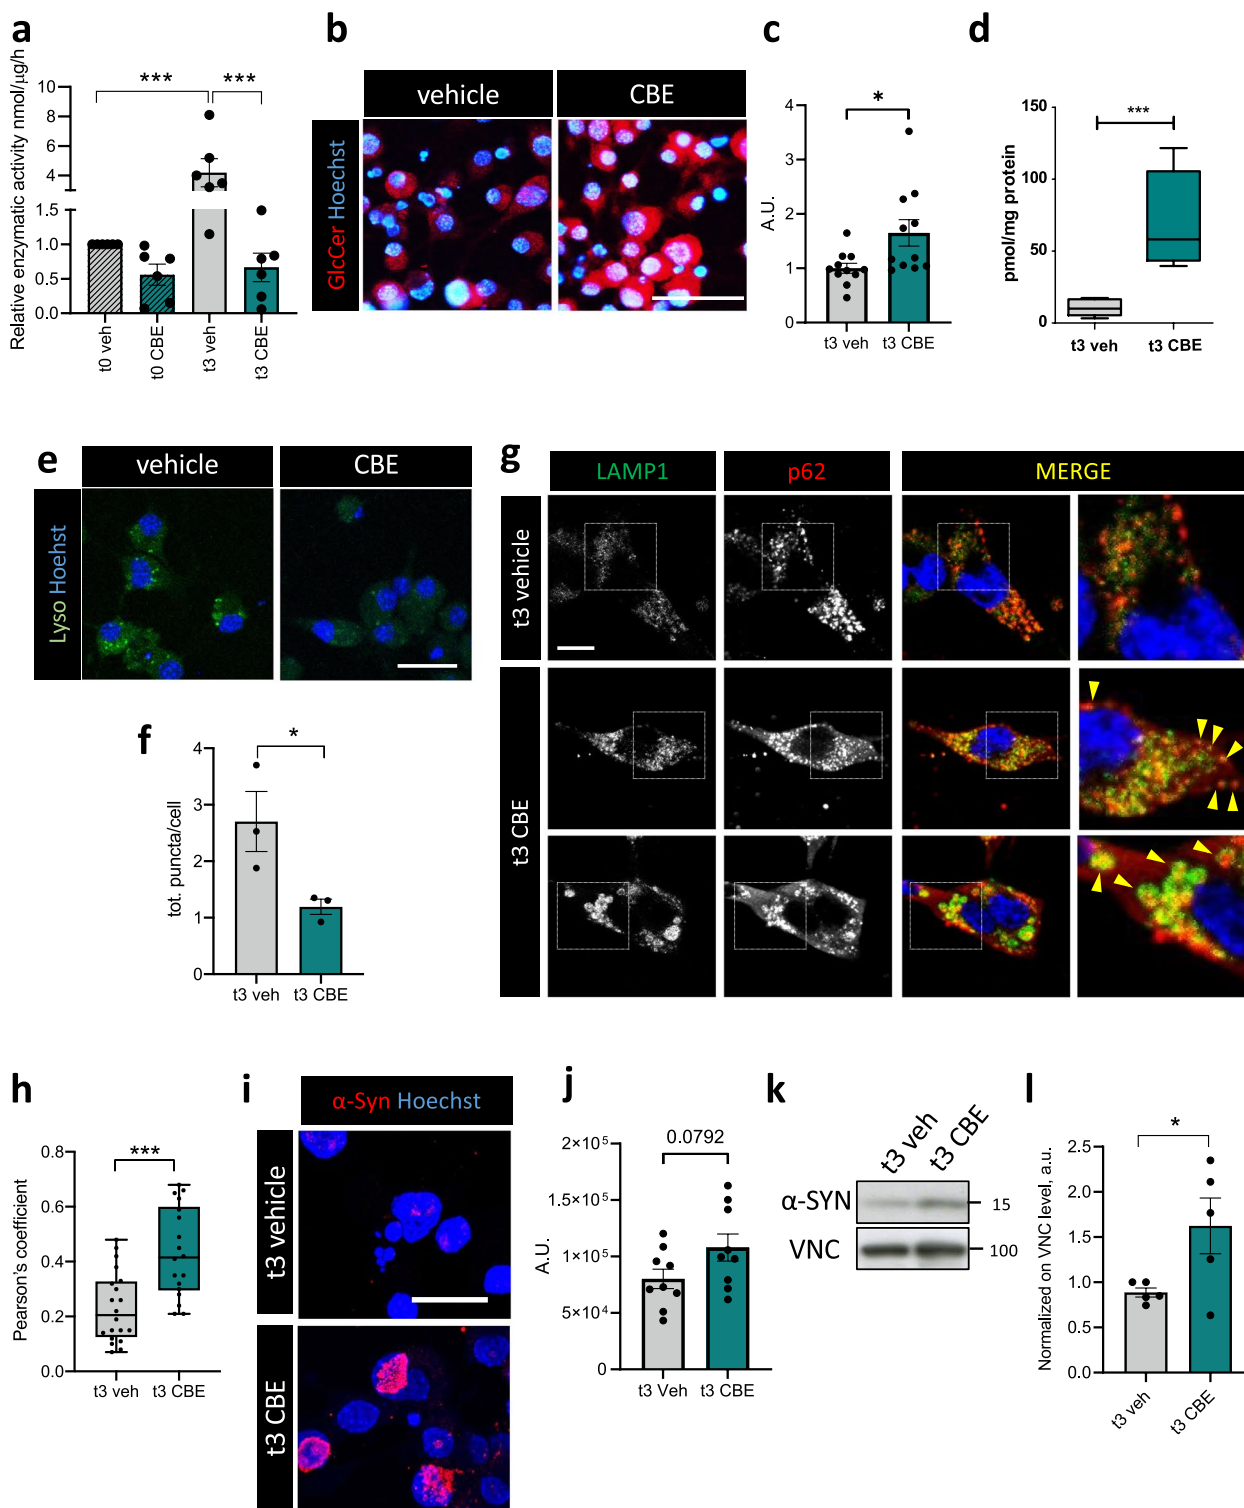 a
Relative enzymatic activity nmol/µg/h
10
8
6
4
2
1.5
1.0
0.5
0.0
***
***
t0 veh
t0 CBE
t3 veh
t3 CBE
b
vehicle
CBE
GlcCer Hoechst
c
A.U.
4
3
2
1
0
*
t3 veh
t3 CBE
d
pmol/mg protein
150
100
50
0
***
t3 veh
t3 CBE
e
vehicle
CBE
Lyso Hoehst
f
tot. puncta/cell
4
3
2
1
0
*
t3 veh
t3 CBE
g
LAMP1
p62
MERGE
t3 vehicle
t3 CBE
h
Pearson's coefficient
0.8
0.6
0.4
0.2
0.0
***
t3 veh
t3 CBE
i
α-Syn Hoechst
t3 vehicle
t3 CBE
j
A.U.
2×10⁵
1×10⁵
1×10⁵
5×10⁴
0
0.0792
t3 Veh
t3 CBE
k
t3 veh
t3 CBE
α-SYN
15
VNC
100
l
Normalized on VNC level, a.u.
2.5
2.0
1.5
1.0
0.5
0.0
*
t3 veh
t3 CBE